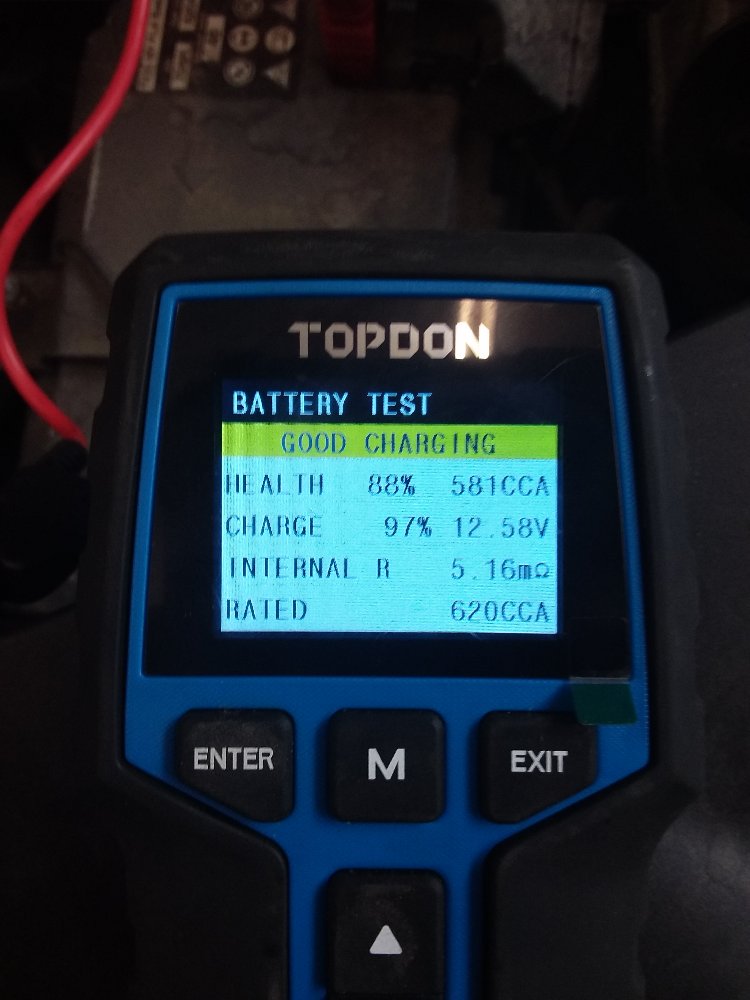 TOPDON
BATTERY TEST
GOOD CHARGING
HEALTH 88% 581CCA
CHARGE 97% 12.58V
INTERNAL R 5.16mΩ
RATED 620CCA
ENTER M EXIT